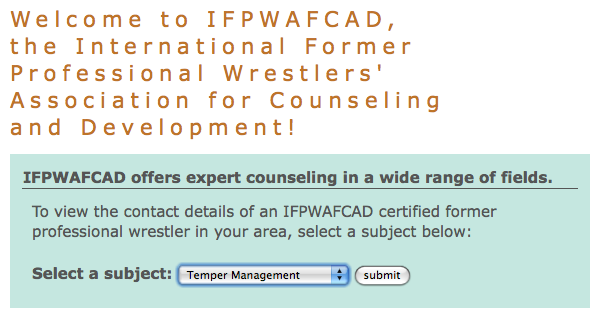 Welcome to IFPWAFCAD,
the International Former
Professional Wrestlers'
Association for Counseling
and Development!
IFPWAFCAD offers expert counseling in a wide range of fields.
To view the contact details of an IFPWAFCAD certified former
professional wrestler in your area, select a subject below:
Select a subject: Temper Management submit